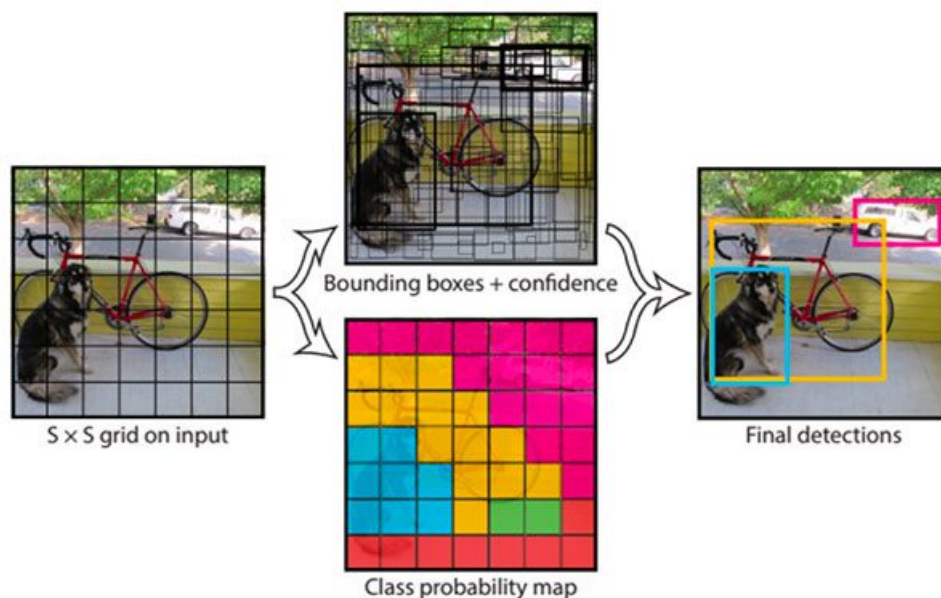 S × S grid on input
Bounding boxes + confidence
Class probability map
Final detections